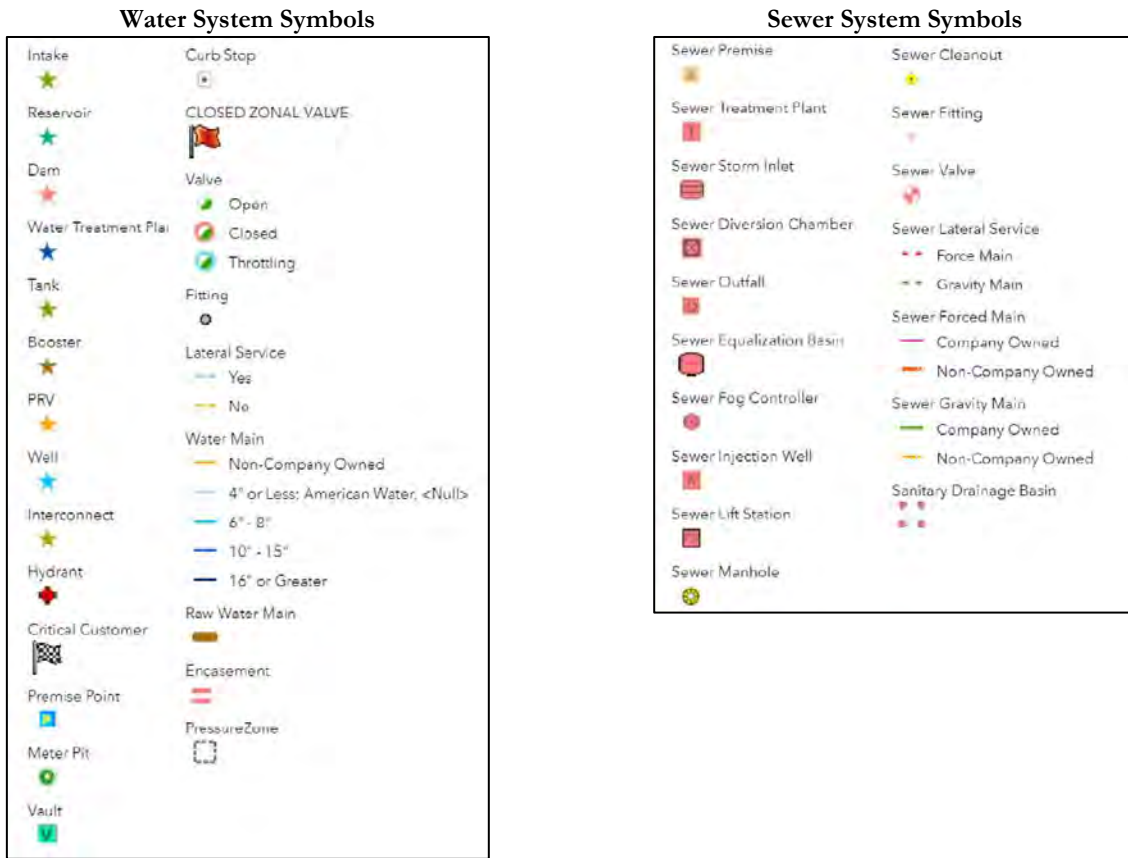 Water System Symbols
Intake
Reservoir
Dam
Water Treatment Plai
Tank
Booster
PRV
Well
Interconnect
Hydrant
Critical Customer
Premise Point
Meter Pit
Vault
V
Curb Stop
CLOSED ZONAL VALVE
Valve
Open
Closed
Throttling
Fitting
Lateral Service
Yes
No
Water Main
Non-Company Owned
4" or Less; American Water, <Null>
6" - 8"
10" - 15"
16" or Greater
Raw Water Main
Encasement
PressureZone
Sewer System Symbols
Sewer Premise
Sewer Treatment Plant
T
Sewer Storm Inlet
Sewer Diversion Chamber
Sewer Outfall
Sewer Equalization Basin
Sewer Fog Controller
Sewer Injection Well
Sewer Lift Station
Sewer Manhole
Sewer Cleanout
Sewer Fitting
Sewer Valve
Sewer Lateral Service
Force Main
Gravity Main
Sewer Forced Main
Company Owned
Non-Company Owned
Sewer Gravity Main
Company Owned
Non-Company Owned
Sanitary Drainage Basin